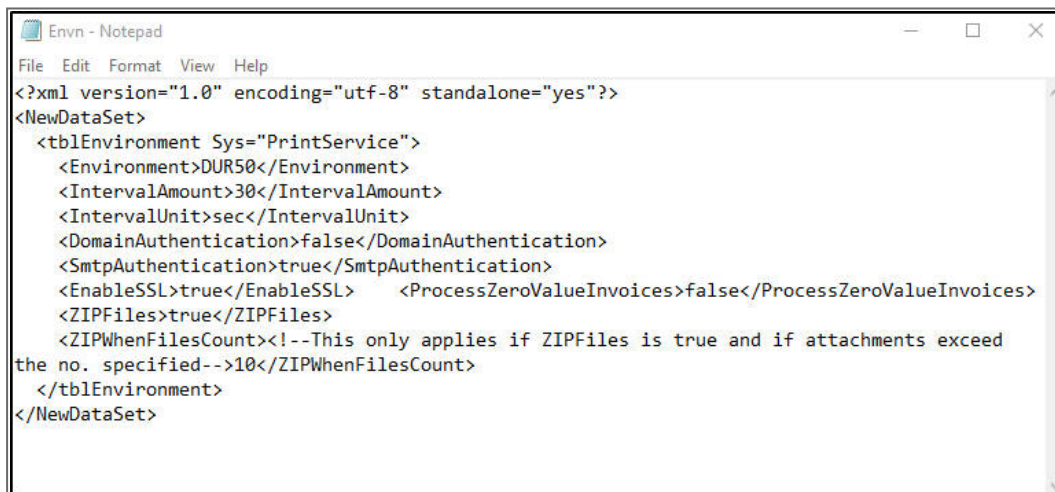 Envn - Notepad
File Edit Format View Help
<?xml version="1.0" encoding="utf-8" standalone="yes"?>
<NewDataSet>
  <tblEnvironment Sys="PrintService">
    <Environment>DUR50</Environment>
    <IntervalAmount>30</IntervalAmount>
    <IntervalUnit>sec</IntervalUnit>
    <DomainAuthentication>false</DomainAuthentication>
    <SmtpAuthentication>true</SmtpAuthentication>
    <EnableSSL>true</EnableSSL>    <ProcessZeroValueInvoices>false</ProcessZeroValueInvoices>
    <ZIPFiles>true</ZIPFiles>
    <ZIPWhenFilesCount><!--This only applies if ZIPFiles is true and if attachments exceed
the no. specified-->10</ZIPWhenFilesCount>
  </tblEnvironment>
</NewDataSet>